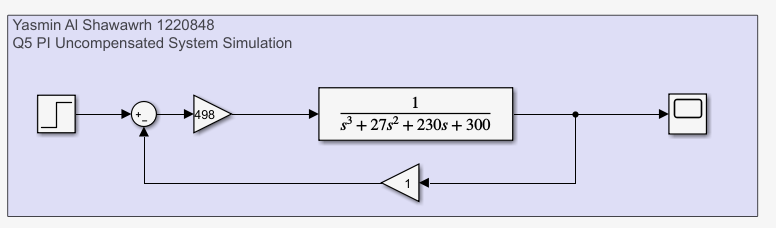 Yasmin Al Shawawrh 1220848
Q5 PI Uncompensated System Simulation
+
−
498
1
s³ + 27s² + 230s + 300
1